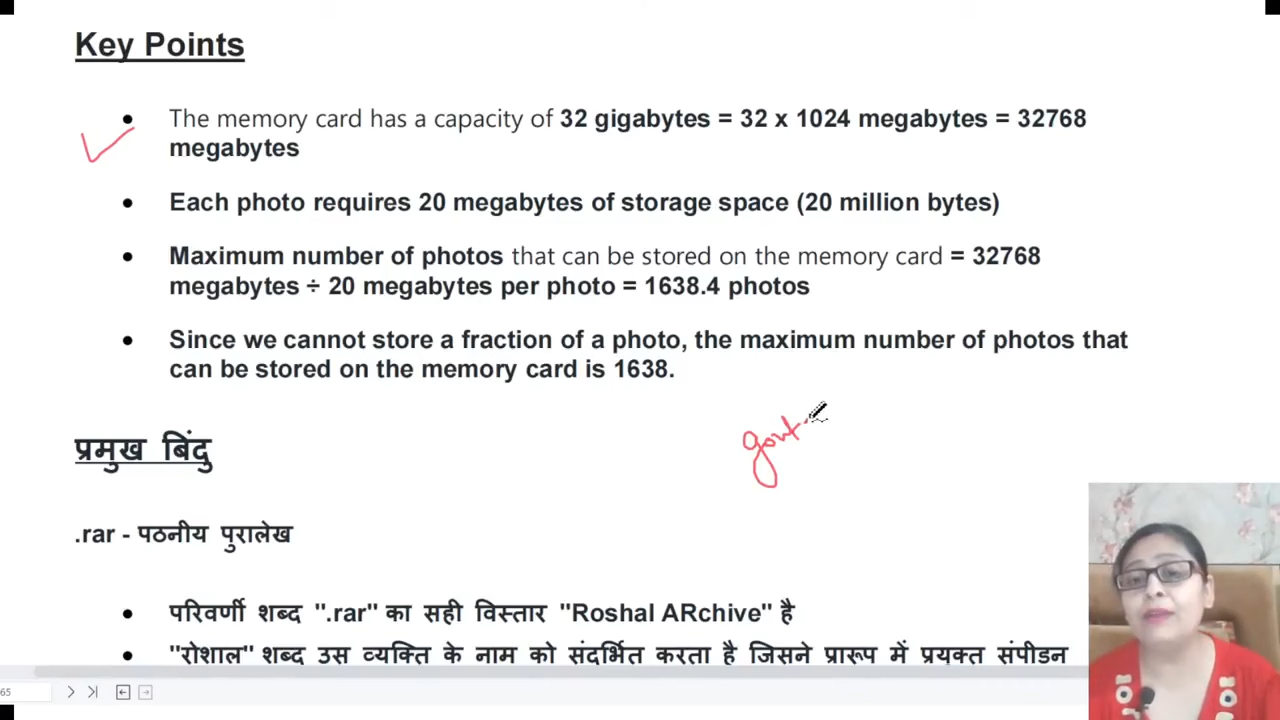 Key Points
• The memory card has a capacity of 32 gigabytes = 32 x 1024 megabytes = 32768
megabytes
• Each photo requires 20 megabytes of storage space (20 million bytes)
• Maximum number of photos that can be stored on the memory card = 32768
megabytes ÷ 20 megabytes per photo = 1638.4 photos
• Since we cannot store a fraction of a photo, the maximum number of photos that
can be stored on the memory card is 1638.
gout
प्रमुख बिंदु
.rar - पठनीय पुरालेख
• परिवर्णी शब्द ".rar" का सही विस्तार "Roshal ARchive" है
• "रोशाल" शब्द उस व्यक्ति के नाम को संदर्भित करता है जिसने प्रारूप में प्रयुक्त संपीडन
65